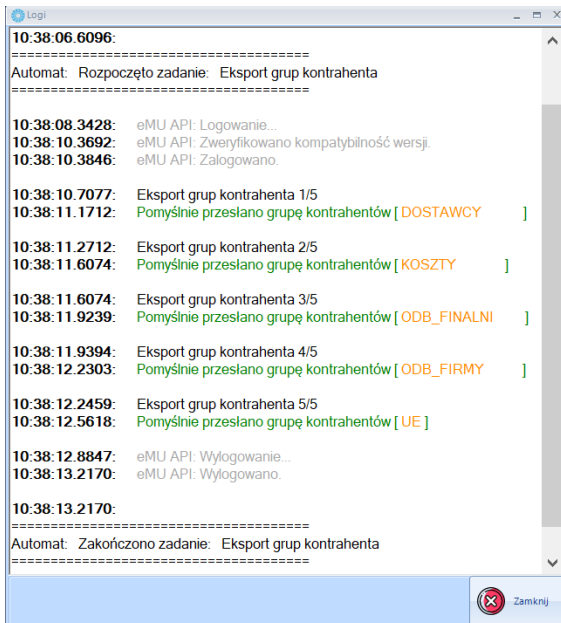 Logi
10:38:06.6096:
=====================================
Automat: Rozpoczęto zadanie: Eksport grup kontrahenta
=====================================
10:38:08.3428: eMU API: Logowanie...
10:38:10.3692: eMU API: Zweryfikowano kompatybilność wersji.
10:38:10.3846: eMU API: Zalogowano.
10:38:10.7077: Eksport grup kontrahenta 1/5
10:38:11.1712: Pomyślnie przesłano grupę kontrahentów [ DOSTAWCY ]
10:38:11.2712: Eksport grup kontrahenta 2/5
10:38:11.6074: Pomyślnie przesłano grupę kontrahentów [ KOSZTY ]
10:38:11.6074: Eksport grup kontrahenta 3/5
10:38:11.9239: Pomyślnie przesłano grupę kontrahentów [ ODB_FINALNI ]
10:38:11.9394: Eksport grup kontrahenta 4/5
10:38:12.2303: Pomyślnie przesłano grupę kontrahentów [ ODB_FIRMY ]
10:38:12.2459: Eksport grup kontrahenta 5/5
10:38:12.5618: Pomyślnie przesłano grupę kontrahentów [ UE ]
10:38:12.8847: eMU API: Wylogowanie...
10:38:13.2170: eMU API: Wylogowano.
10:38:13.2170:
=====================================
Automat: Zakończono zadanie: Eksport grup kontrahenta
=====================================
Zamknij